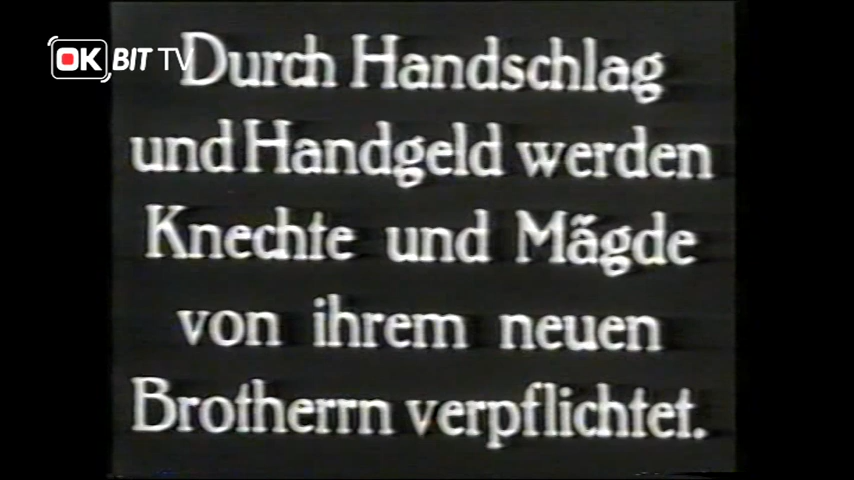 OK BIT TV
Durch Handschlag
und Handgeld werden
Knechte und Mägde
von ihrem neuen
Brotherrn verpflichtet.